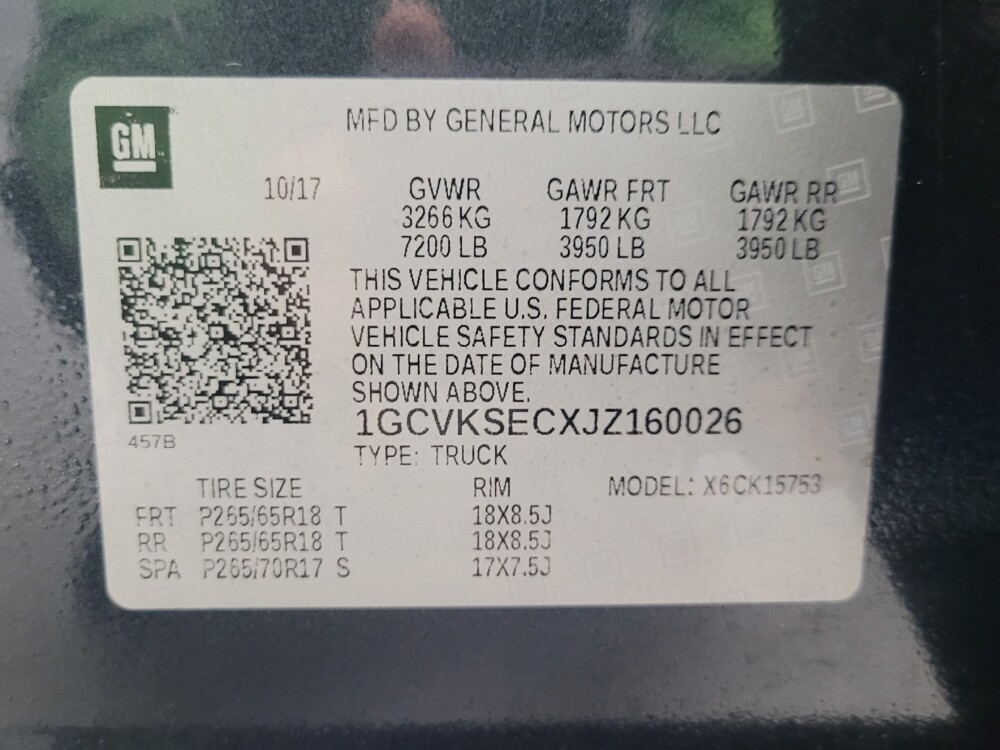 GM
MFD BY GENERAL MOTORS LLC
10/17 GVWR GAWR FRT GAWR RR
3266 KG 1792 KG 1792 KG
7200 LB 3950 LB 3950 LB
THIS VEHICLE CONFORMS TO ALL
APPLICABLE U.S. FEDERAL MOTOR
VEHICLE SAFETY STANDARDS IN EFFECT
ON THE DATE OF MANUFACTURE
SHOWN ABOVE.
1GCVKSECXJZ160026
457B
TYPE: TRUCK
TIRE SIZE RIM MODEL: X6CK15753
FRT P265/65R18 T 18X8.5J
RR P265/65R18 T 18X8.5J
SPA P265/70R17 S 17X7.5J